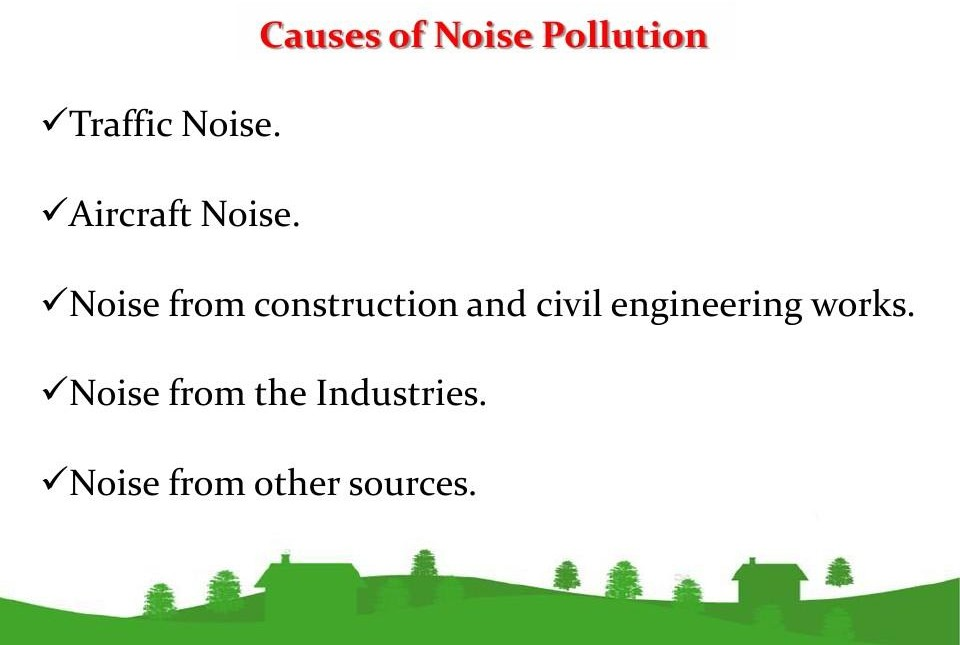 Causes of Noise Pollution
✓Traffic Noise.
✓Aircraft Noise.
✓Noise from construction and civil engineering works.
✓Noise from the Industries.
✓Noise from other sources.